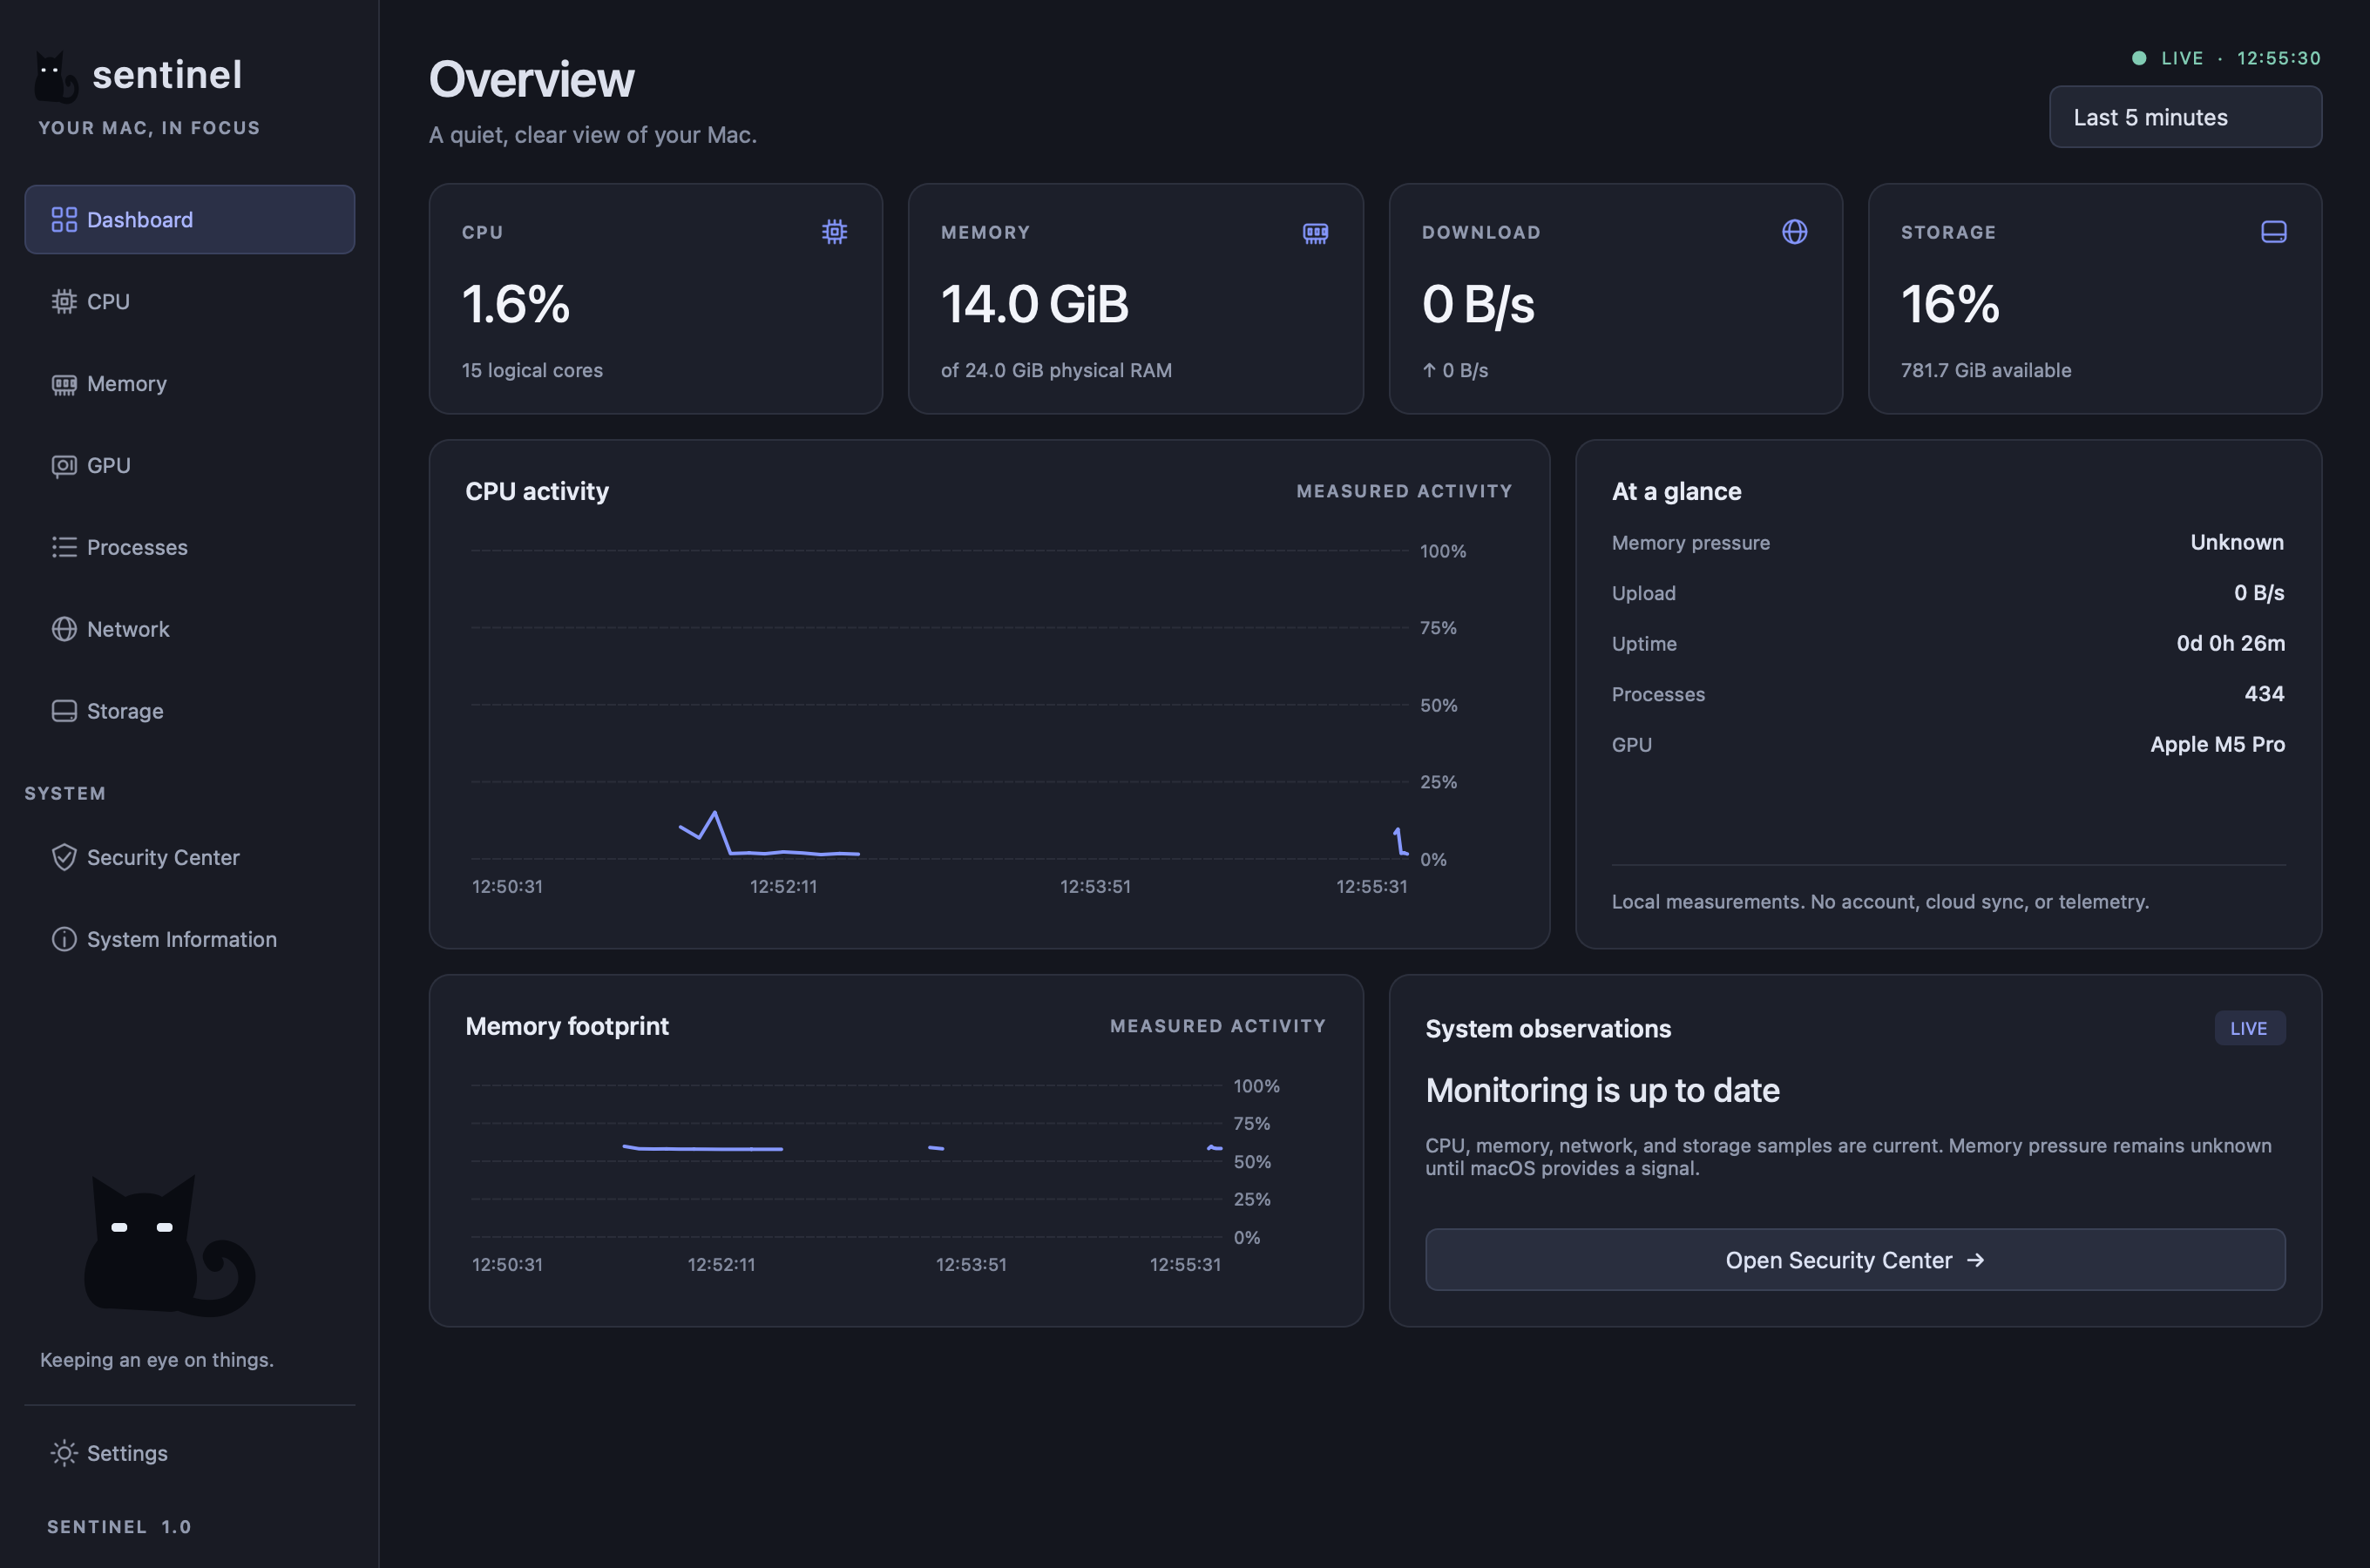 sentinel
YOUR MAC, IN FOCUS
Dashboard
CPU
Memory
GPU
Processes
Network
Storage
SYSTEM
Security Center
System Information
Keeping an eye on things.
Settings
SENTINEL 1.0
Overview
A quiet, clear view of your Mac.
LIVE · 12:55:30
Last 5 minutes
CPU
1.6%
15 logical cores
MEMORY
14.0 GiB
of 24.0 GiB physical RAM
DOWNLOAD
0 B/s
↑ 0 B/s
STORAGE
16%
781.7 GiB available
CPU activity
MEASURED ACTIVITY
100%
75%
50%
25%
0%
12:50:31 12:52:11 12:53:51 12:55:31
At a glance
Memory pressure Unknown
Upload 0 B/s
Uptime 0d 0h 26m
Processes 434
GPU Apple M5 Pro
Local measurements. No account, cloud sync, or telemetry.
Memory footprint
MEASURED ACTIVITY
100%
75%
50%
25%
0%
12:50:31 12:52:11 12:53:51 12:55:31
System observations
LIVE
Monitoring is up to date
CPU, memory, network, and storage samples are current. Memory pressure remains unknown
until macOS provides a signal.
Open Security Center →